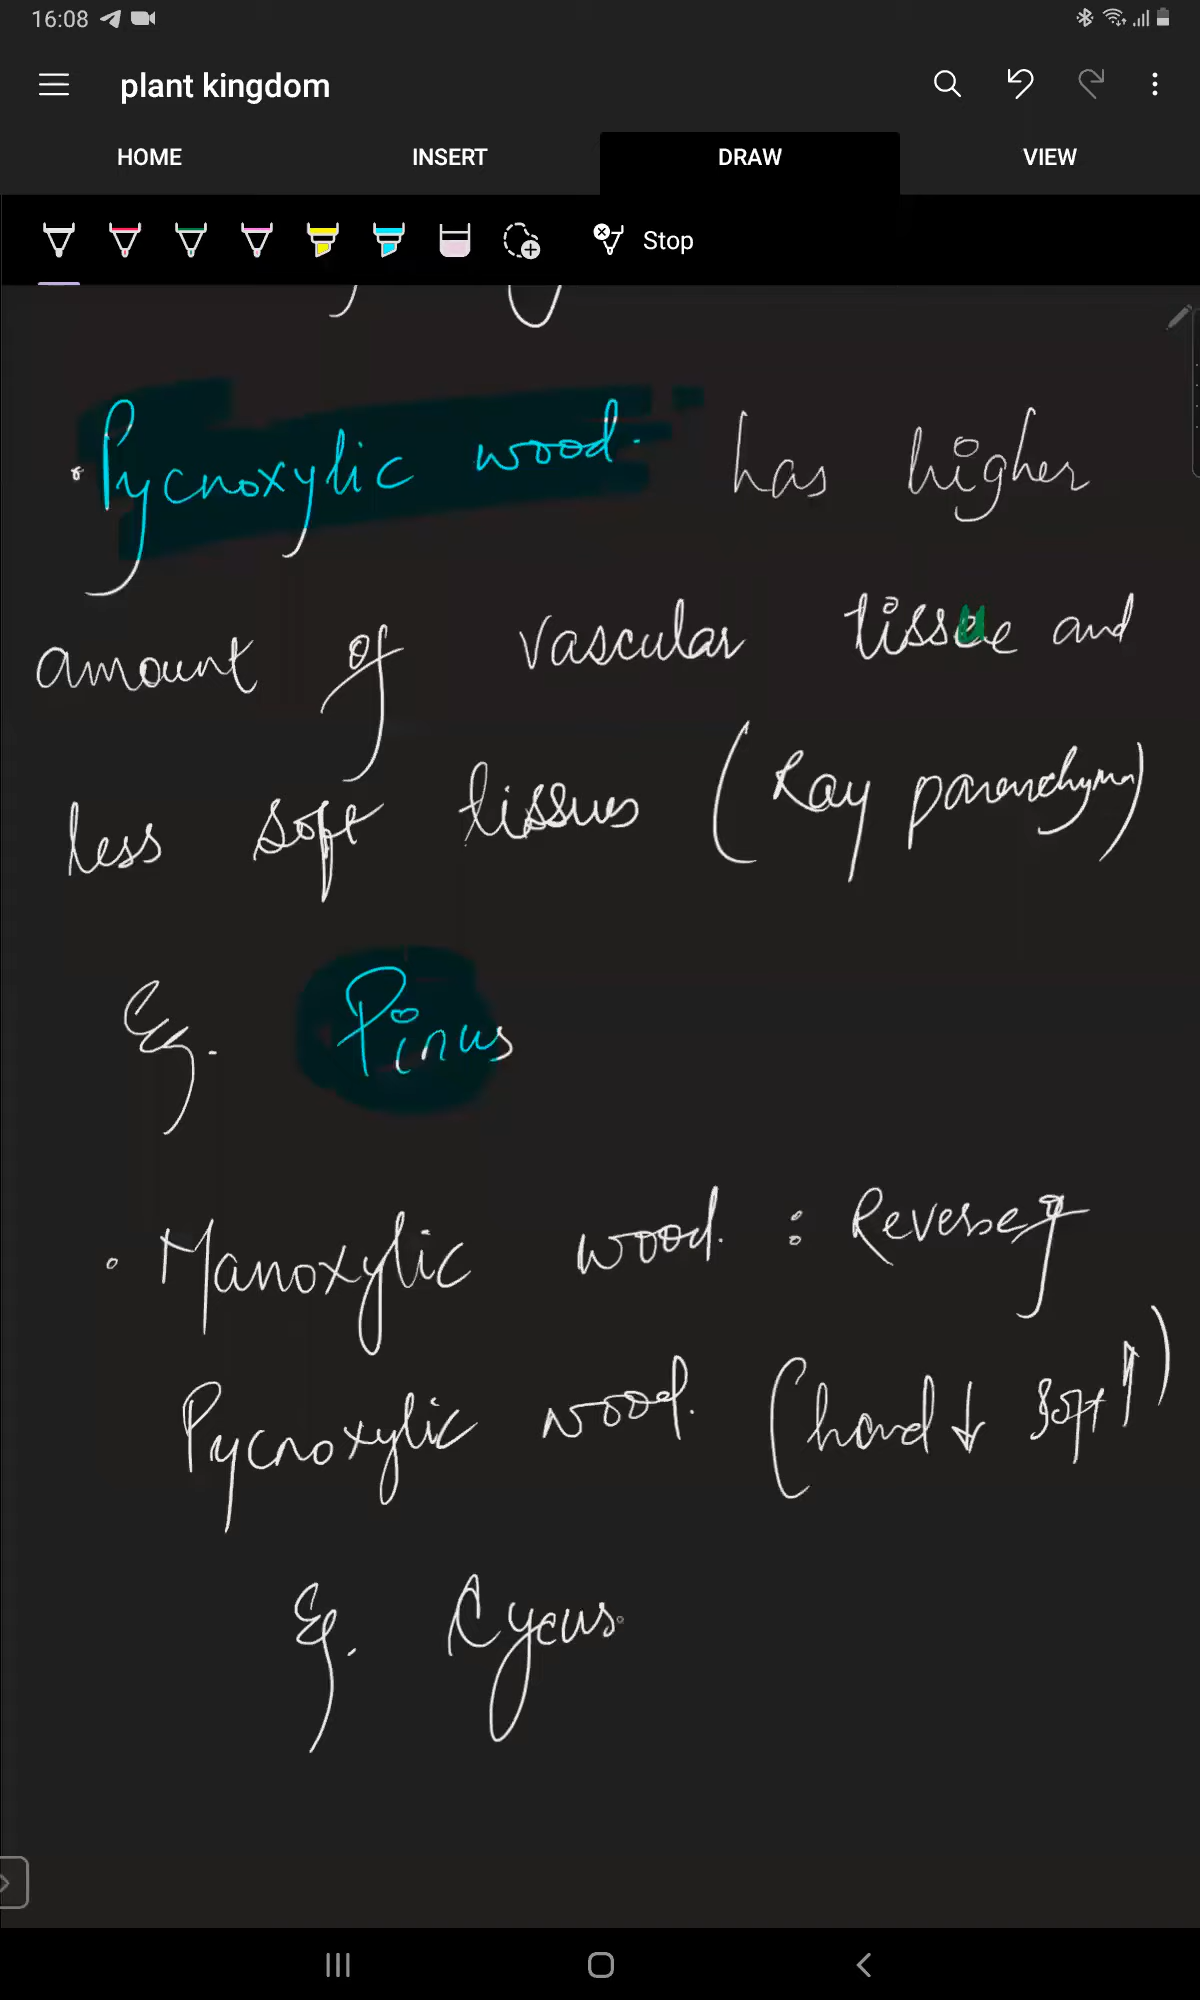 16:08
plant kingdom
HOME INSERT DRAW VIEW
Stop
Pycnoxylic wood. has higher
amount of vascular tissue and
less soft tissues (Ray parenchyma)
Eg. Pinus
Manoxylic wood. : Reverse of
Pycnoxylic wood. (hard↓ soft↑)
Eg. Cycus.